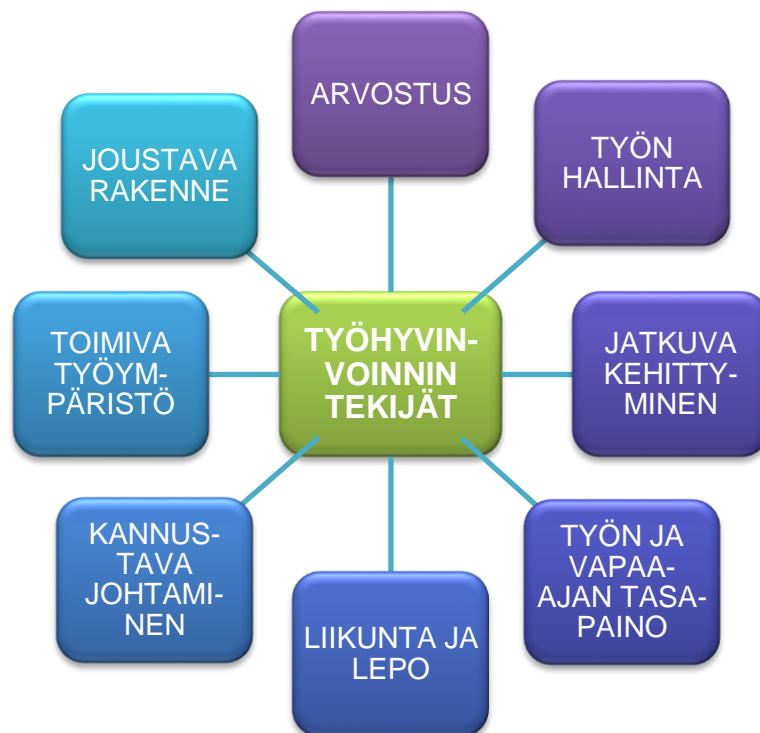 ARVOSTUS
TYÖN
HALLINTA
JATKUVA
KEHITTY-
MINEN
TYÖN JA
VAPAA-
AJAN TASA-
PAINO
LIIKUNTA JA
LEPO
KANNUS-
TAVA
JOHTAMI-
NEN
TOIMIVA
TYÖYM-
PÄRISTÖ
JOUSTAVA
RAKENNE
TYÖHYVIN-
VOINNIN
TEKIJÄT